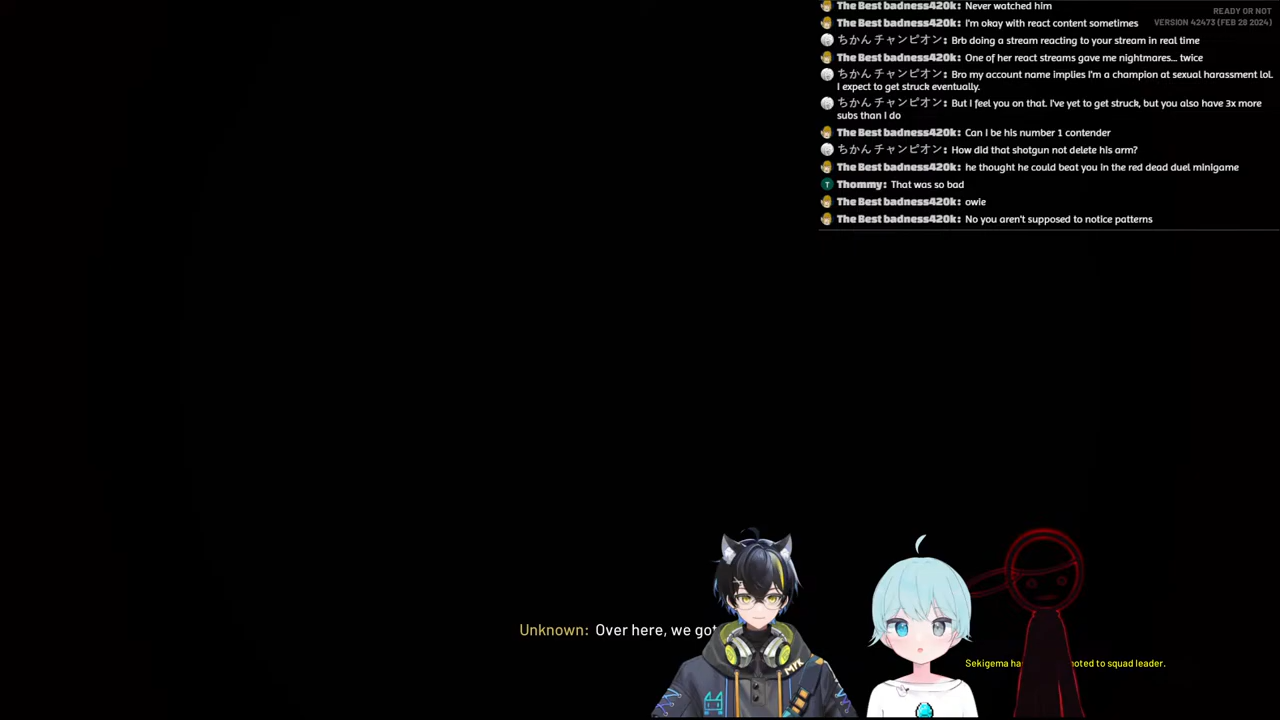 The Best badness420k: Never watched him
READY OR NOT
The Best badness420k: I'm okay with react content sometimes
VERSION 42473 (FEB 28 2024)
ちかん チャンピオン: Brb doing a stream reacting to your stream in real time
The Best badness420k: One of her react streams gave me nightmares... twice
ちかん チャンピオン: Bro my account name implies I'm a champion at sexual harassment lol.
I expect to get struck eventually.
ちかん チャンピオン: But I feel you on that. I've yet to get struck, but you also have 3x more
subs than I do
The Best badness420k: Can I be his number 1 contender
ちかん チャンピオン: How did that shotgun not delete his arm?
The Best badness420k: he thought he could beat you in the red dead duel minigame
T Thommy: That was so bad
The Best badness420k: owie
The Best badness420k: No you aren't supposed to notice patterns
Unknown: Over here, we got
MFK
Sekigema ha moted to squad leader.